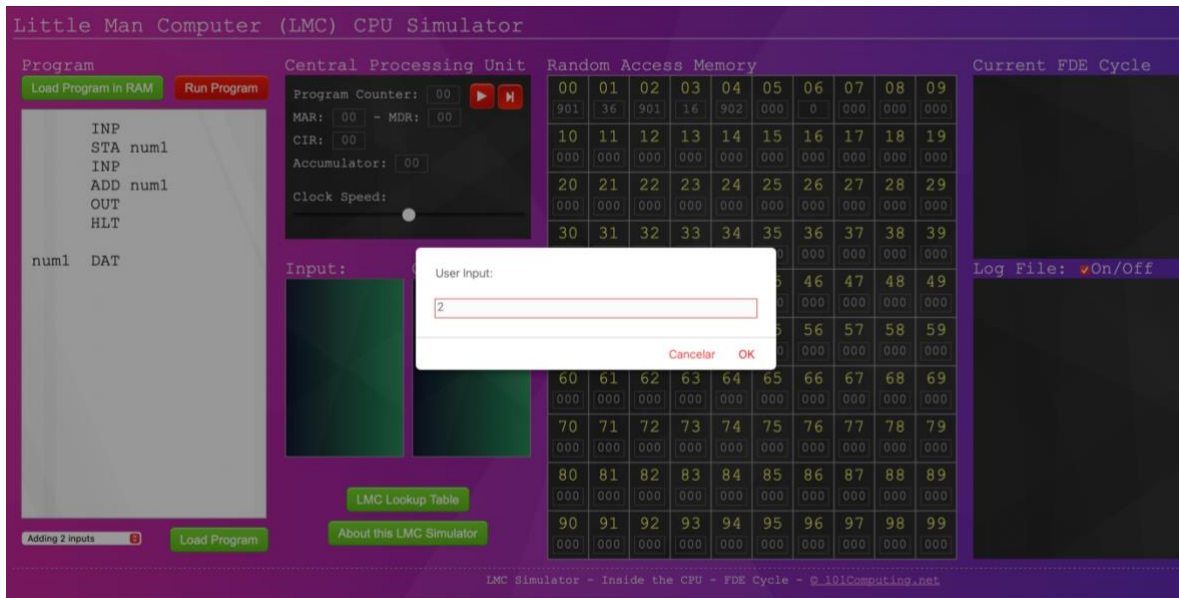 Little Man Computer (LMC) CPU Simulator
Program
Load Program in RAM Run Program
INP
STA num1
INP
ADD num1
OUT
HLT
num1 DAT
Adding 2 inputs Load Program
Central Processing Unit
Program Counter: 00
MAR: 00 - MDR: 00
CIR: 00
Accumulator: 00
Clock Speed:
Input:
User Input:
2
Cancelar OK
LMC Lookup Table
About this LMC Simulator
Random Access Memory
00 01 02 03 04 05 06 07 08 09
901 36 901 16 902 000 0 000 000 000
10 11 12 13 14 15 16 17 18 19
000 000 000 000 000 000 000 000 000 000
20 21 22 23 24 25 26 27 28 29
000 000 000 000 000 000 000 000 000 000
30 31 32 33 34 35 36 37 38 39
000 000 000 000
46 47 48 49
000 000 000 000
56 57 58 59
000 000 000 000
60 61 62 63 64 65 66 67 68 69
000 000 000 000 000 000 000 000 000 000
70 71 72 73 74 75 76 77 78 79
000 000 000 000 000 000 000 000 000 000
80 81 82 83 84 85 86 87 88 89
000 000 000 000 000 000 000 000 000 000
90 91 92 93 94 95 96 97 98 99
000 000 000 000 000 000 000 000 000 000
Current FDE Cycle
Log File: On/Off
LMC Simulator - Inside the CPU - FDE Cycle - © 101Computing.net